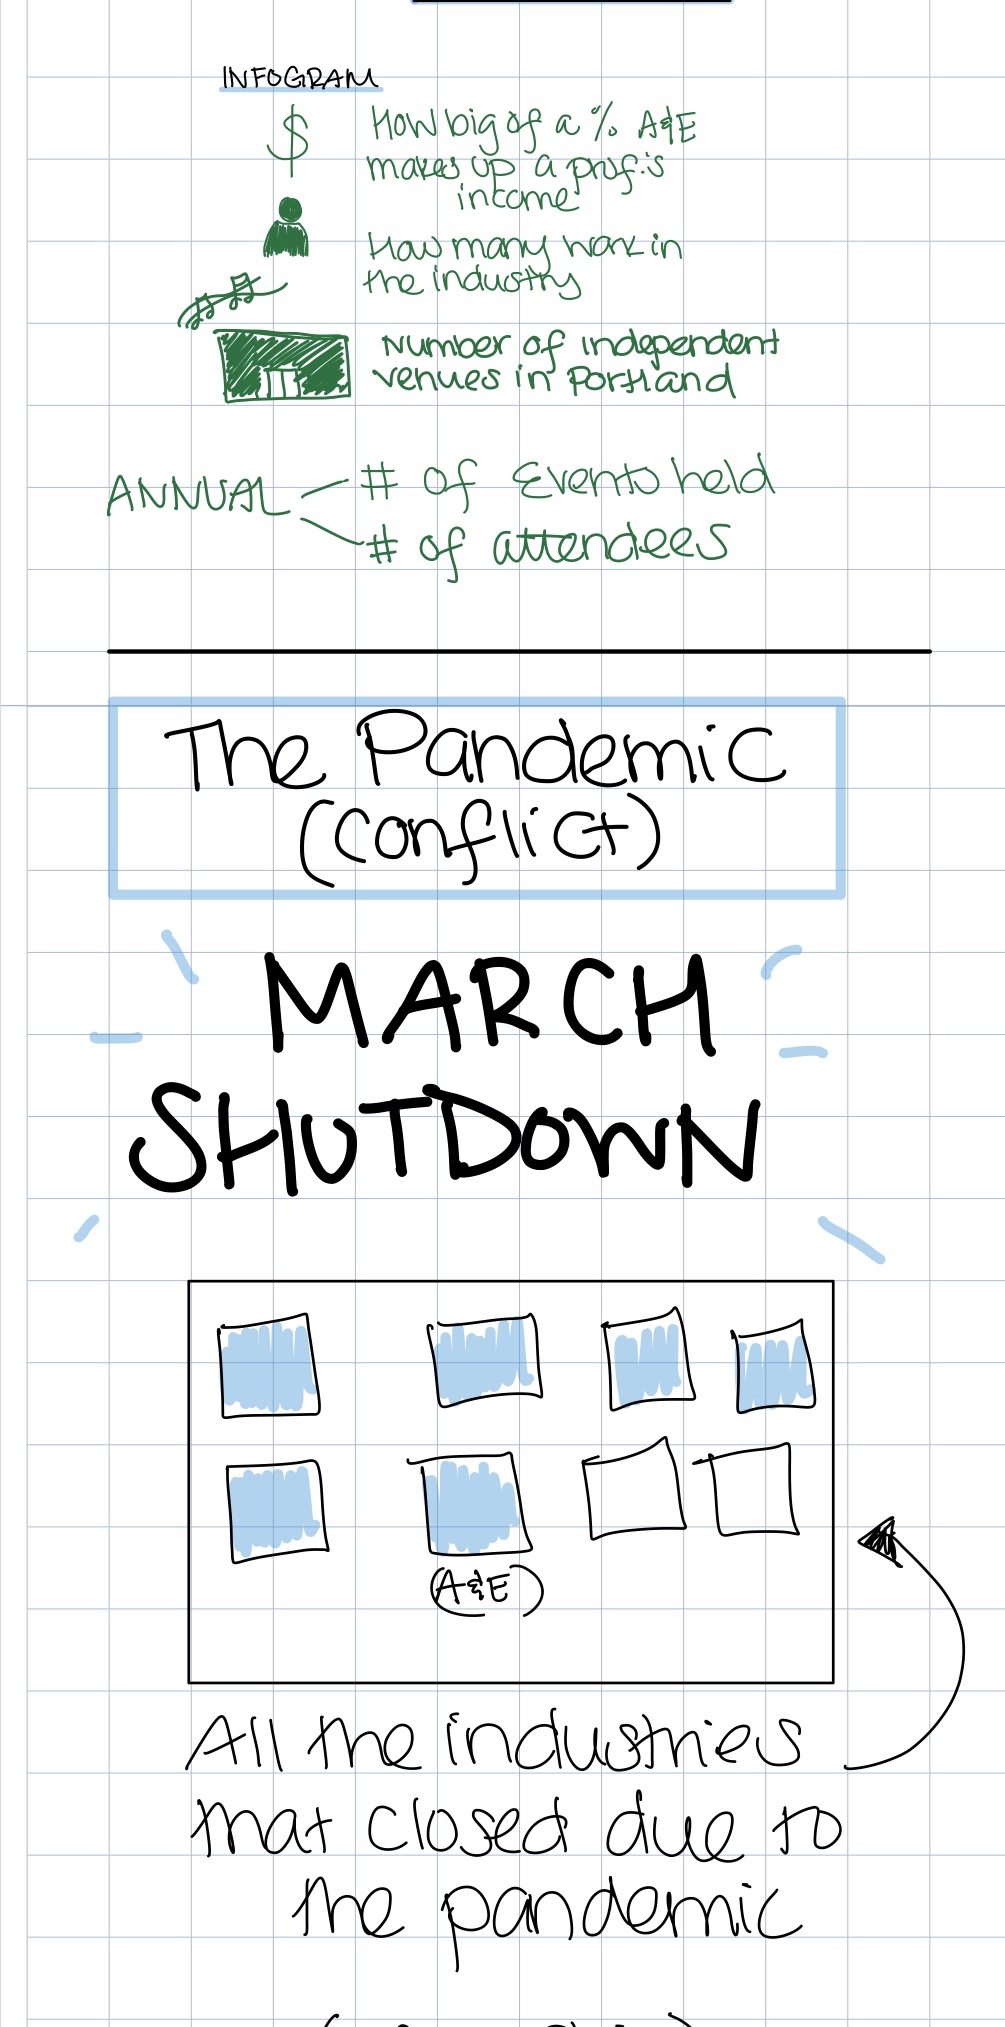 INFOGRAM
$
How big of a % A&E
makes up a prof.'s
income
How many work in
the industry
Number of independent
venues in Portland
ANNUAL
# of Events held
# of attendees
The Pandemic
(Conflict)
MARCH
SHUTDOWN
(A&E)
All the industries
that closed due to
the pandemic